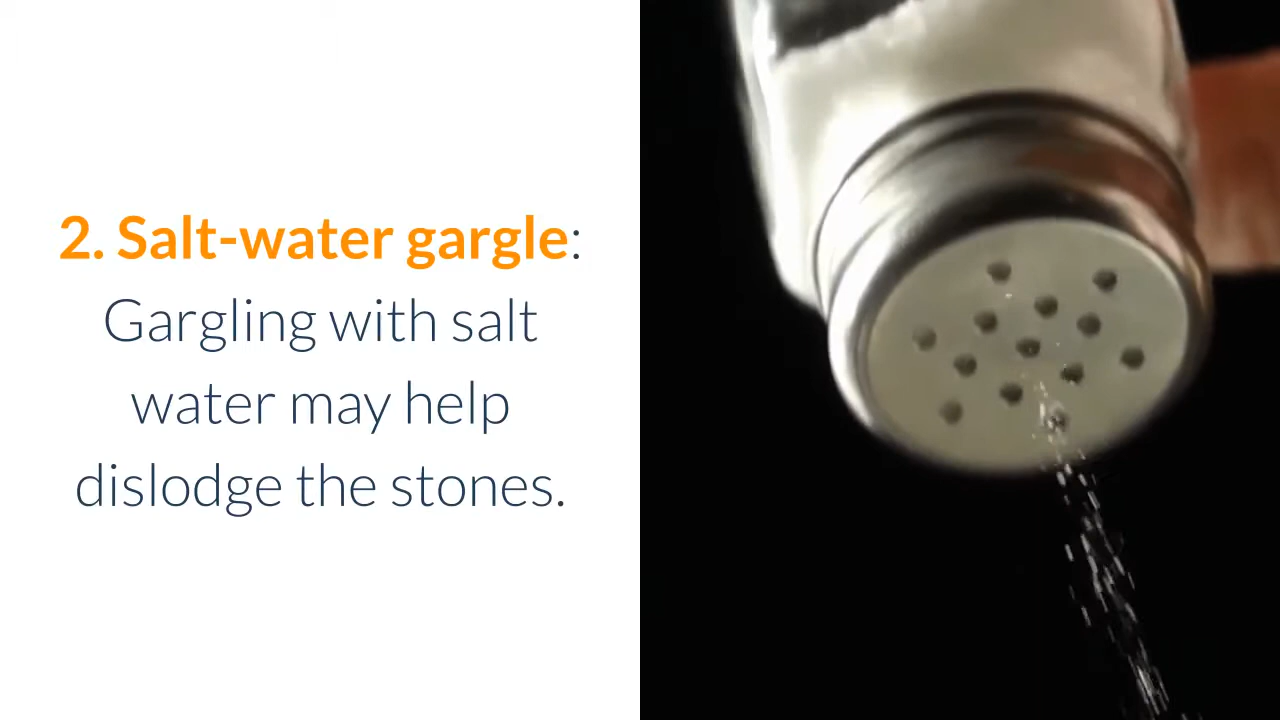 2. Salt-water gargle:
Gargling with salt
water may help
dislodge the stones.